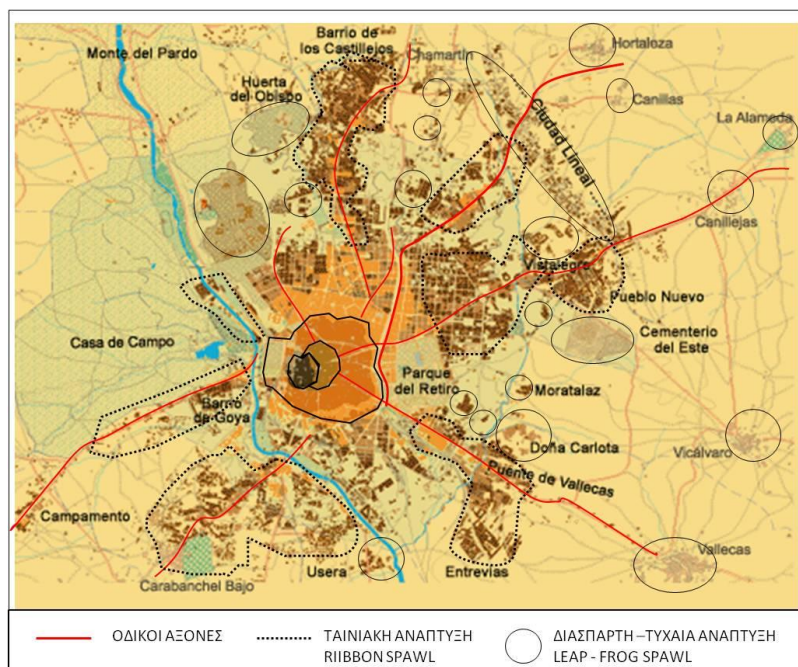 Barrio de
los Castillejos
Monte del Pardo
Chamartín
Hortaleza
Huerta
del Obispo
Canillas
La Alameda
Ciudad Lineal
Canillejas
Vistalegre
Pueblo Nuevo
Casa de Campo
Cementerio
del Este
Parque
del Retiro
Moratalaz
Barrio
de Goya
Doña Carlota
Vicálvaro
Puente de Vallecas
Campamento
Vallecas
Carabanchel Bajo
Usera
Entrevías
ΟΔΙΚΟΙ ΑΞΟΝΕΣ
ΤΑΙΝΙΑΚΗ ΑΝΑΠΤΥΞΗ
RIIBBON SPAWL
ΔΙΑΣΠΑΡΤΗ –ΤΥΧΑΙΑ ΑΝΑΠΤΥΞΗ
LEAP - FROG SPAWL